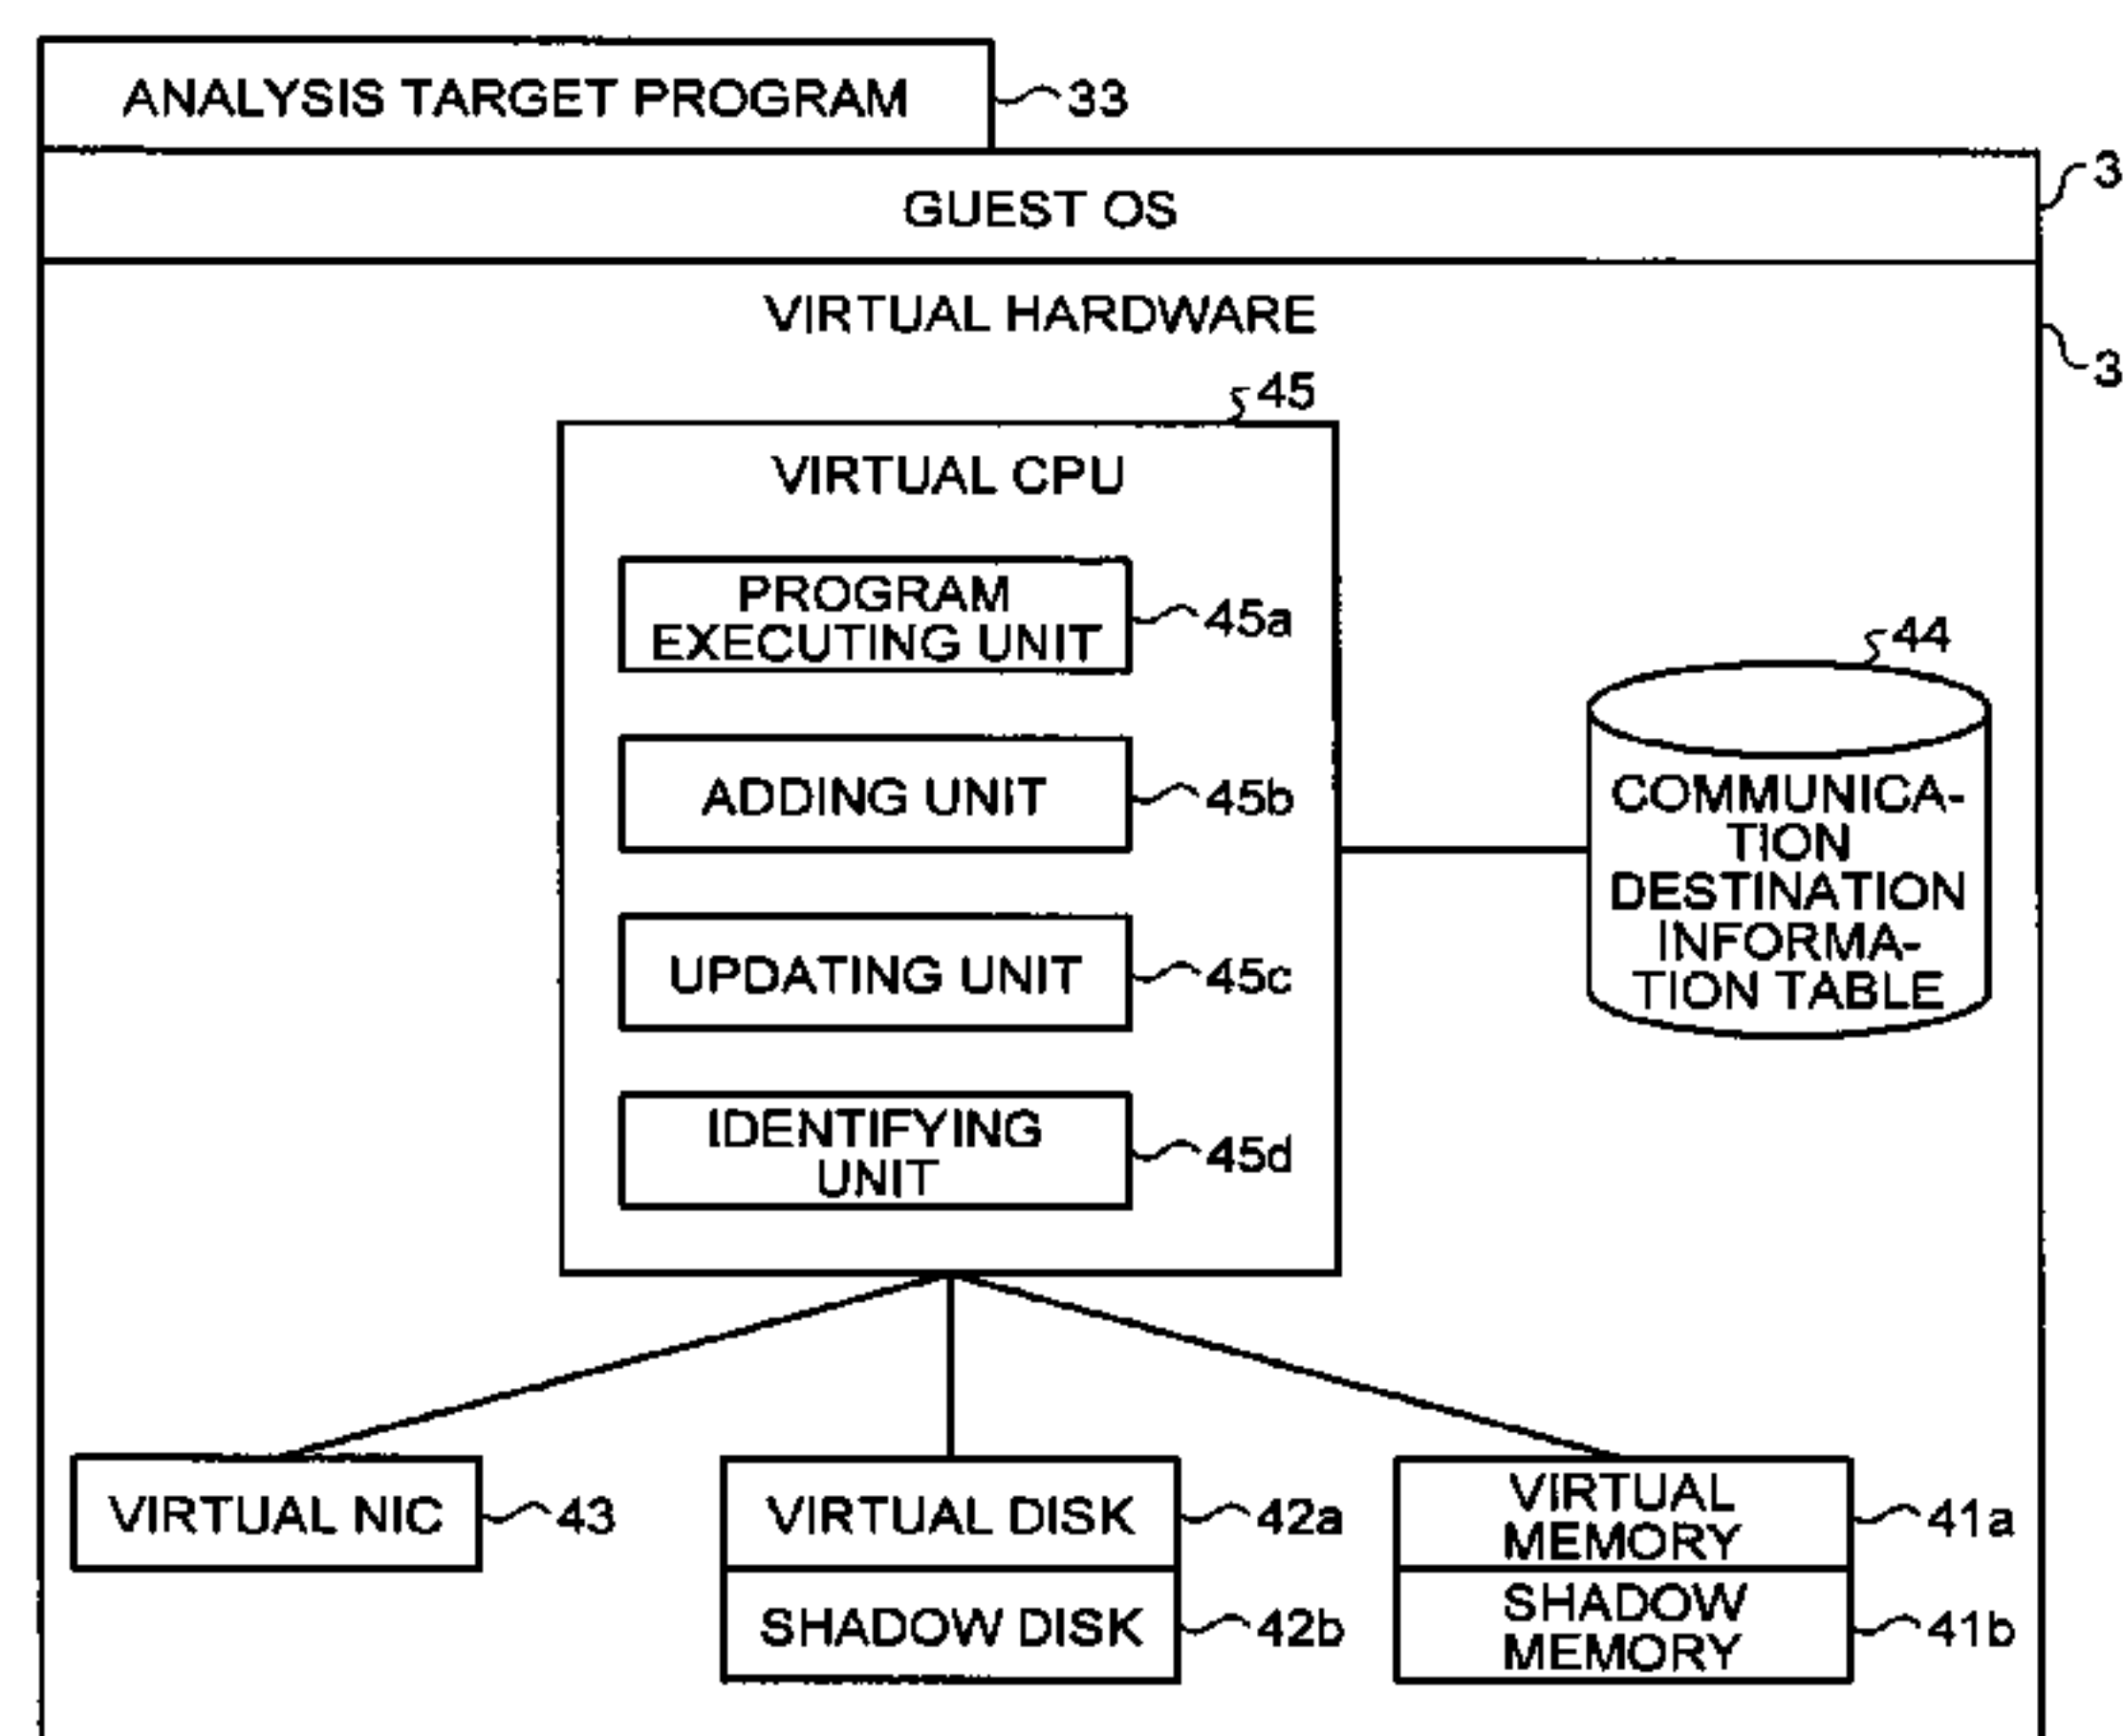 ANALYSIS TARGET PROGRAM
33
GUEST OS
3
VIRTUAL HARDWARE
3
45
VIRTUAL CPU
PROGRAM
EXECUTING UNIT
45a
ADDING UNIT
45b
UPDATING UNIT
45c
IDENTIFYING
UNIT
45d
44
COMMUNICA-
TION
DESTINATION
INFORMA-
TION TABLE
VIRTUAL NIC
43
VIRTUAL DISK
42a
SHADOW DISK
42b
VIRTUAL
MEMORY
41a
SHADOW
MEMORY
41b